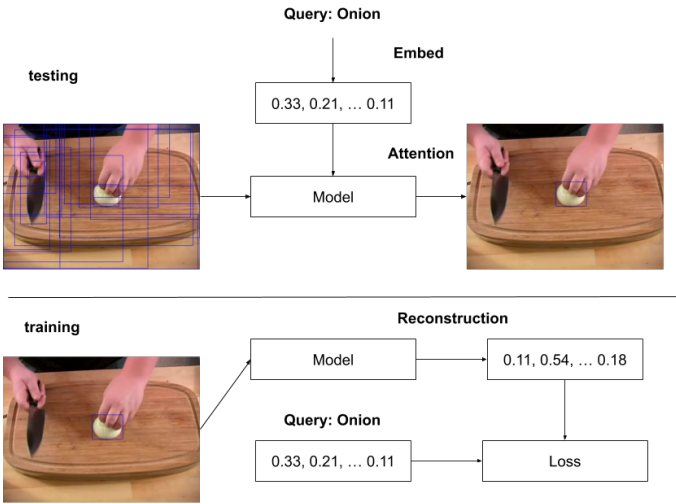 Query: Onion
Embed
testing
0.33, 0.21, … 0.11
Attention
Model
training
Reconstruction
Model
0.11, 0.54, … 0.18
Query: Onion
0.33, 0.21, … 0.11
Loss